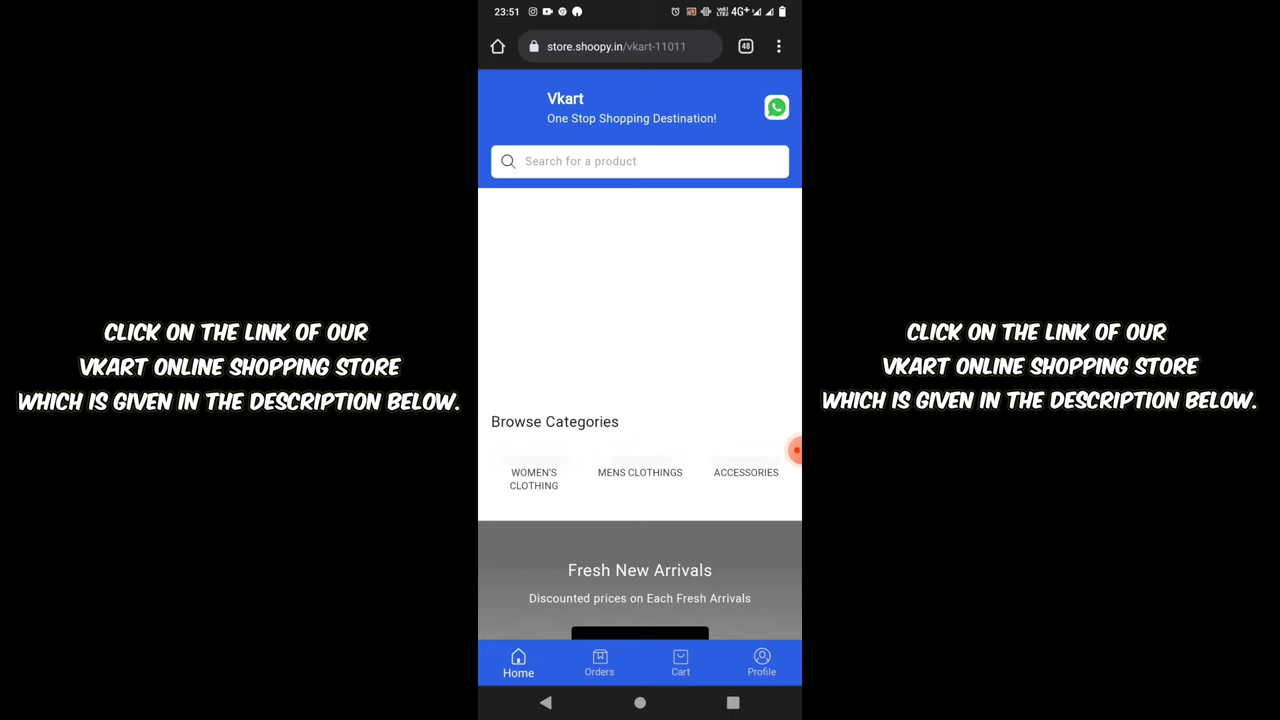 23:51
4G+
store.shoopy.in/vkart-11011
48
Vkart
One Stop Shopping Destination!
Search for a product
CLICK ON THE LINK OF OUR
VKART ONLINE SHOPPING STORE
WHICH IS GIVEN IN THE DESCRIPTION BELOW.
CLICK ON THE LINK OF OUR
VKART ONLINE SHOPPING STORE
WHICH IS GIVEN IN THE DESCRIPTION BELOW.
Browse Categories
WOMEN'S
CLOTHING
MENS CLOTHINGS
ACCESSORIES
Fresh New Arrivals
Discounted prices on Each Fresh Arrivals
Home
Orders
Cart
Profile